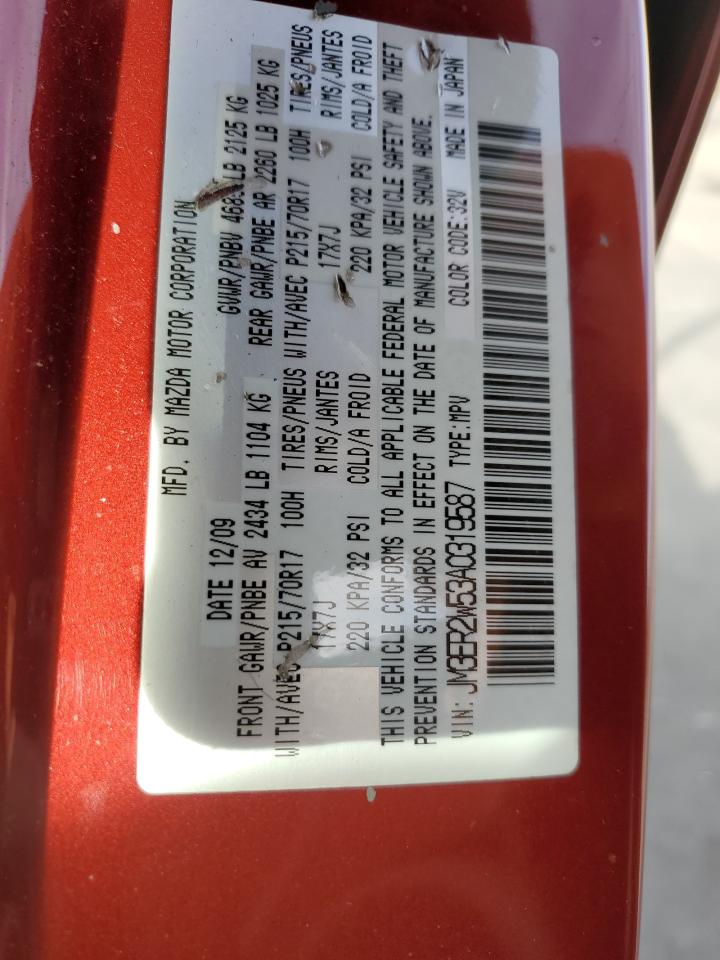 MFD. BY MAZDA MOTOR CORPORATION
DATE 12/09 GVWR/PNBV LB 2125 KG
FRONT GAWR/PNBE AV 2434 LB 1104 KG REAR GAWR/PNBE AR 2260 LB 1025 KG
WITH/AVEC P215/70R17 100H TIRES/PNEUS WITH/AVEC P215/70R17 100H TIRES/PNEUS
17X7J RIMS/JANTES 17X7J RIMS/JANTES
220 KPA/32 PSI COLD/A FROID 220 KPA/32 PSI COLD/A FROID
THIS VEHICLE CONFORMS TO ALL APPLICABLE FEDERAL MOTOR VEHICLE SAFETY AND THEFT
PREVENTION STANDARDS IN EFFECT ON THE DATE OF MANUFACTURE SHOWN ABOVE.
VIN: JM3ER2W53A0319587 TYPE:MPV COLOR CODE:32V MADE IN JAPAN